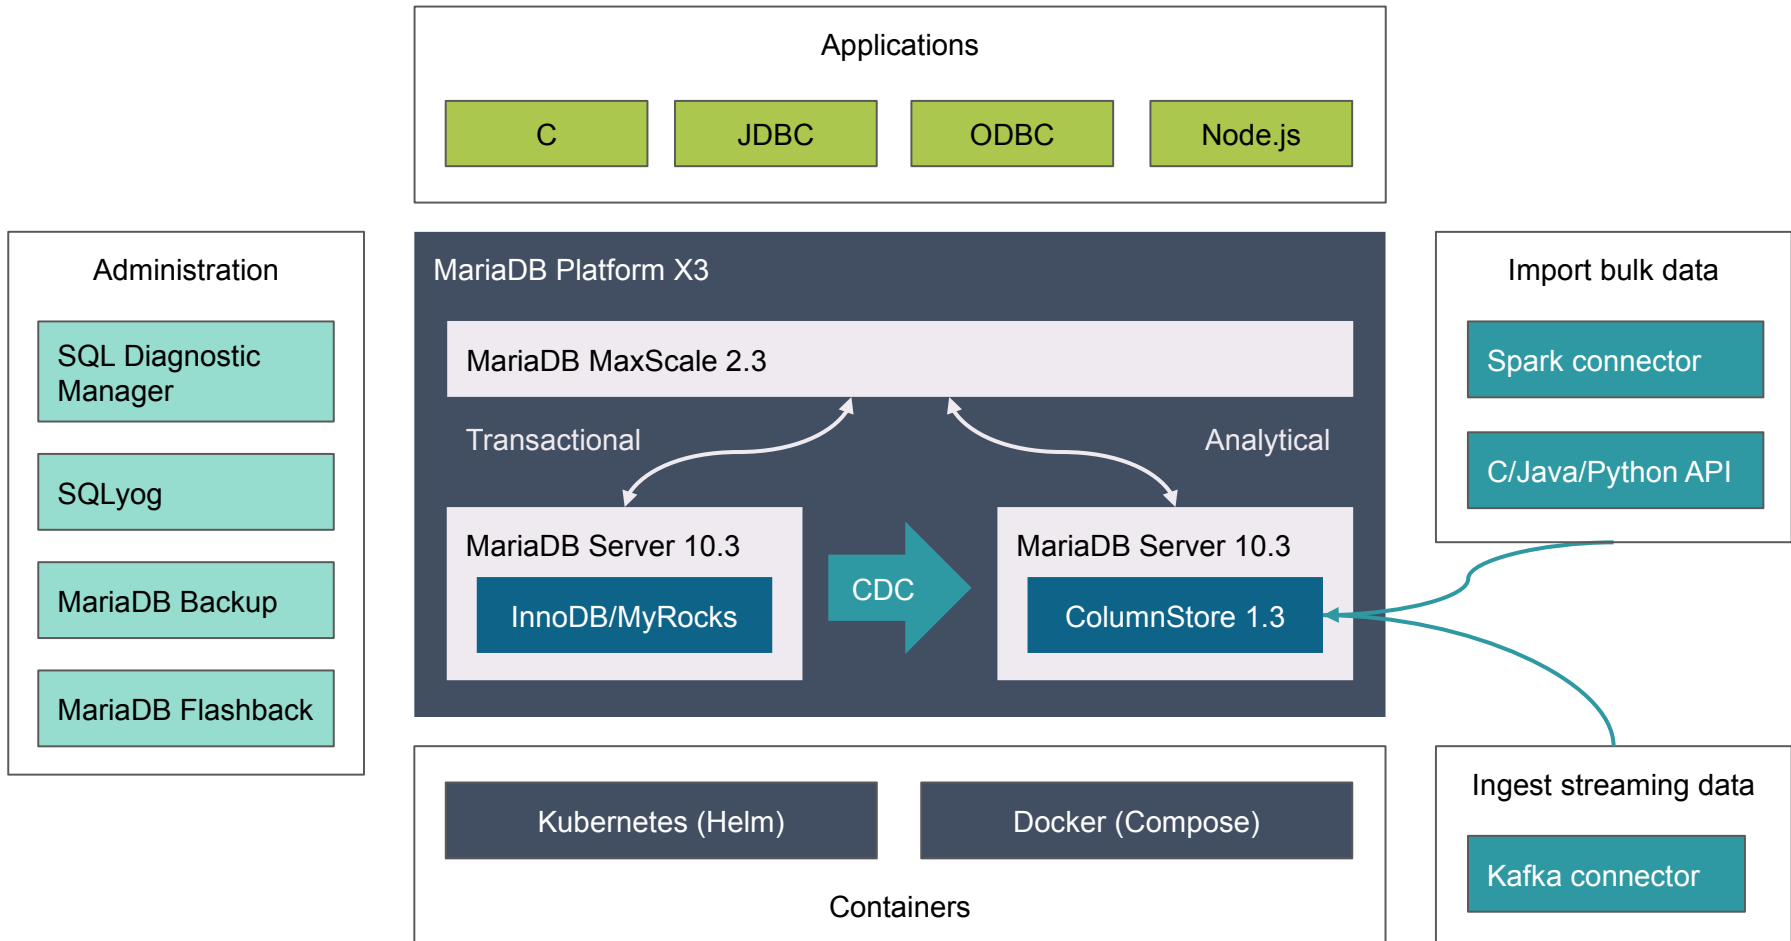 Applications
C
JDBC
ODBC
Node.js
Administration
SQL Diagnostic
Manager
SQLyog
MariaDB Backup
MariaDB Flashback
MariaDB Platform X3
MariaDB MaxScale 2.3
Transactional
Analytical
MariaDB Server 10.3
InnoDB/MyRocks
CDC
MariaDB Server 10.3
ColumnStore 1.3
Import bulk data
Spark connector
C/Java/Python API
Kubernetes (Helm)
Docker (Compose)
Containers
Ingest streaming data
Kafka connector